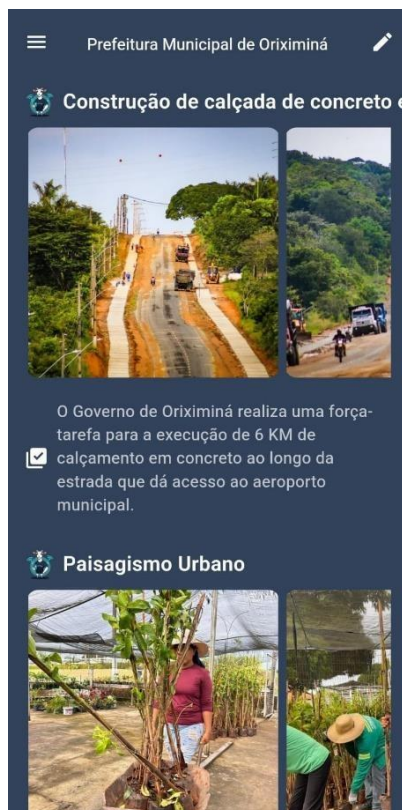 Prefeitura Municipal de Oriximiná
Construção de calçada de concreto e
O Governo de Oriximiná realiza uma força-
tarefa para a execução de 6 KM de
calçamento em concreto ao longo da
estrada que dá acesso ao aeroporto
municipal.
Paisagismo Urbano